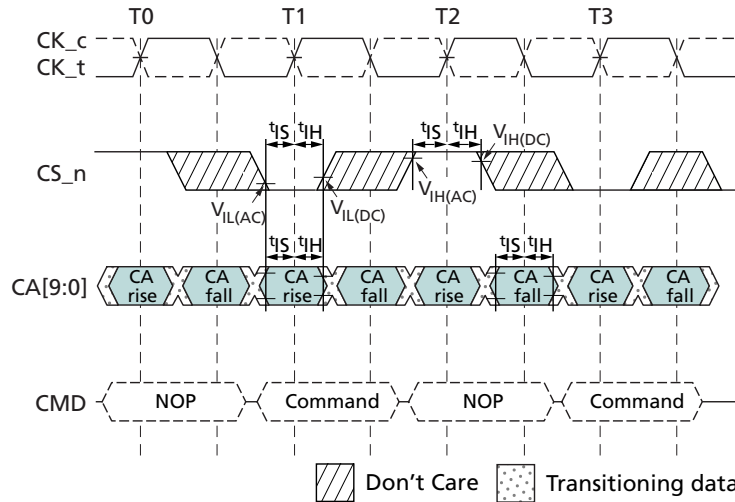 T0 T1 T2 T3
CK_c
CK_t
tIS tIH tIS tIH VIH(DC)
CS_n
VIL(AC) VIL(DC) VIH(AC)
tIS tIH tIS tIH
CA[9:0] CA rise CA fall CA rise CA fall CA rise CA fall CA rise CA fall
CMD NOP Command NOP Command
Don't Care Transitioning data